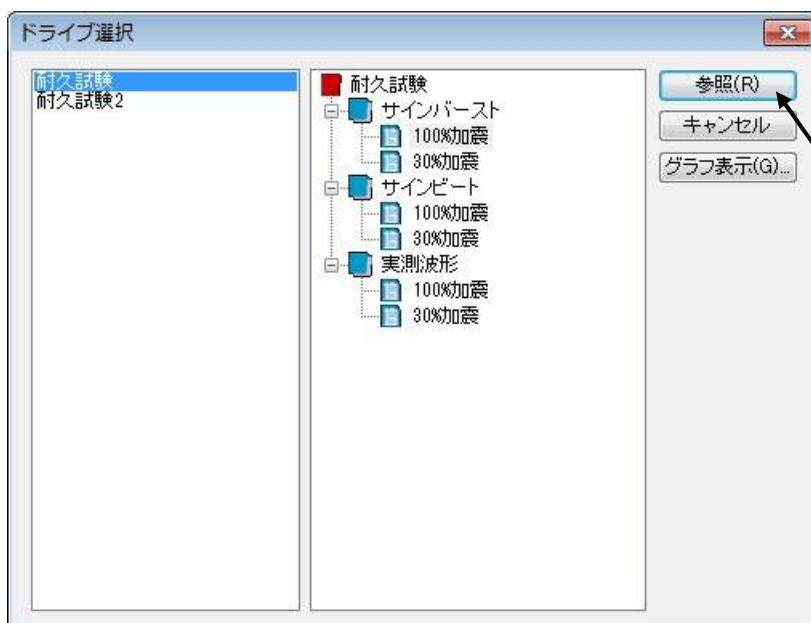 ドライブ選択
耐久試験
耐久試験2
耐久試験
サインバースト
100%加震
30%加震
サインビート
100%加震
30%加震
実測波形
100%加震
30%加震
参照(R)
キャンセル
グラフ表示(G)...